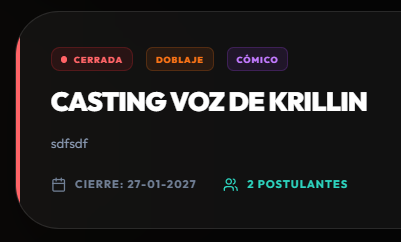 CERRADA DOBLAJE CÓMICO
CASTING VOZ DE KRILLIN
sdfsdf
CIERRE: 27-01-2027 2 POSTULANTES